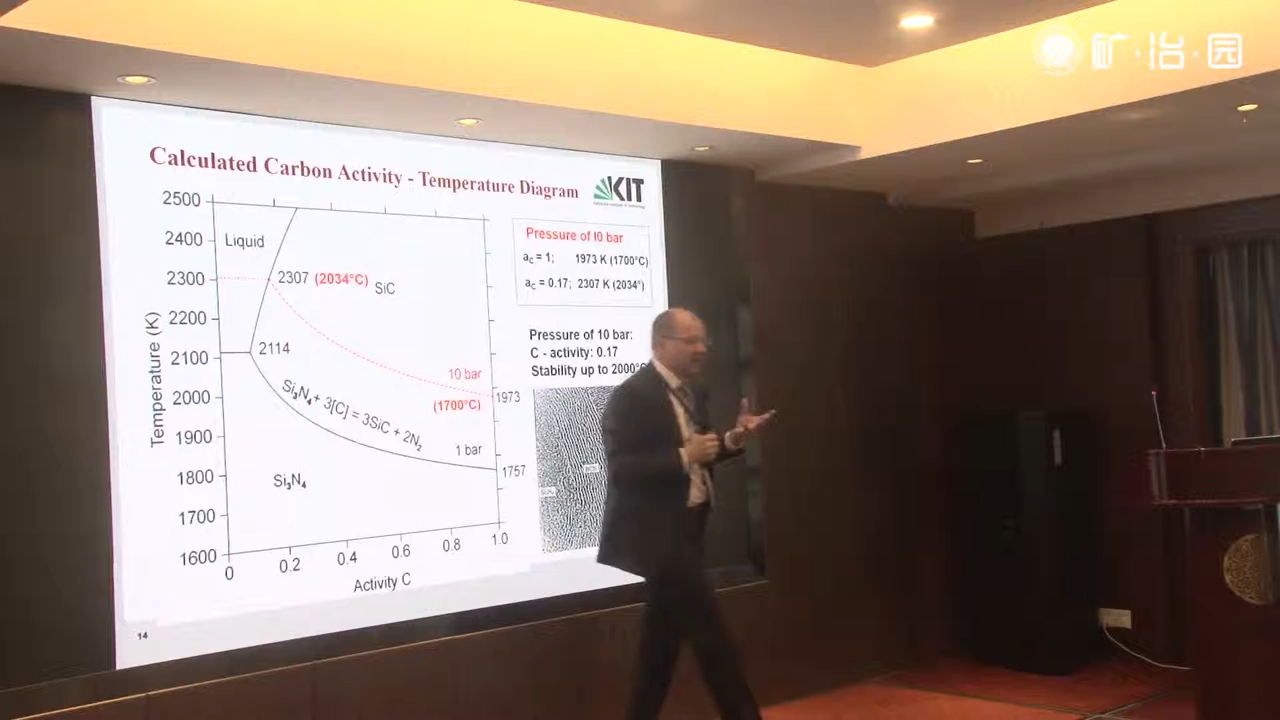 矿·冶·园
Calculated Carbon Activity - Temperature Diagram
KIT
2500
2400
2300
2200
2100
2000
1900
1800
1700
1600
Temperature (K)
Liquid
2307 (2034°C)
SiC
2114
10 bar
1973
(1700°C)
Si₃N₄ + 3[C] = 3SiC + 2N₂
1 bar
1757
Si₃N₄
0
0.2
0.4
0.6
0.8
1.0
Activity C
Pressure of I0 bar
a_C = 1; 1973 K (1700°C)
a_C = 0.17; 2307 K (2034°)
Pressure of 10 bar:
C - activity: 0.17
Stability up to 2000°C
14